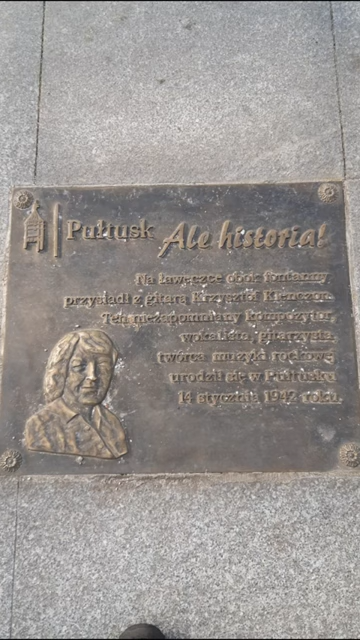 Pułtusk Ale historia!
Na ławeczce obok fontanny
przysiadł z gitarą Krzysztof Klenczon.
Ten niezapomniany kompozytor,
wokalista, gitarzysta,
twórca muzyki rockowej
urodził się w Pułtusku
14 stycznia 1942 roku.